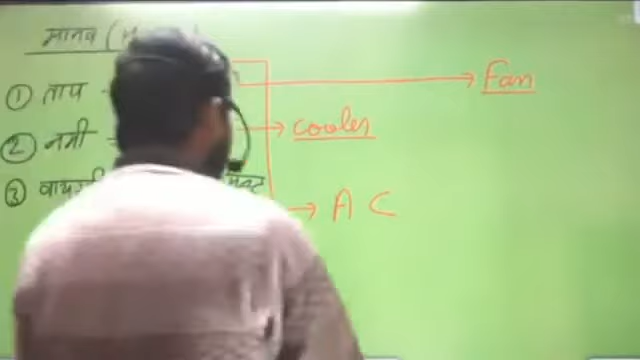 मानव (
① ताप → Fan
② नमी → Cooler
③ → A C